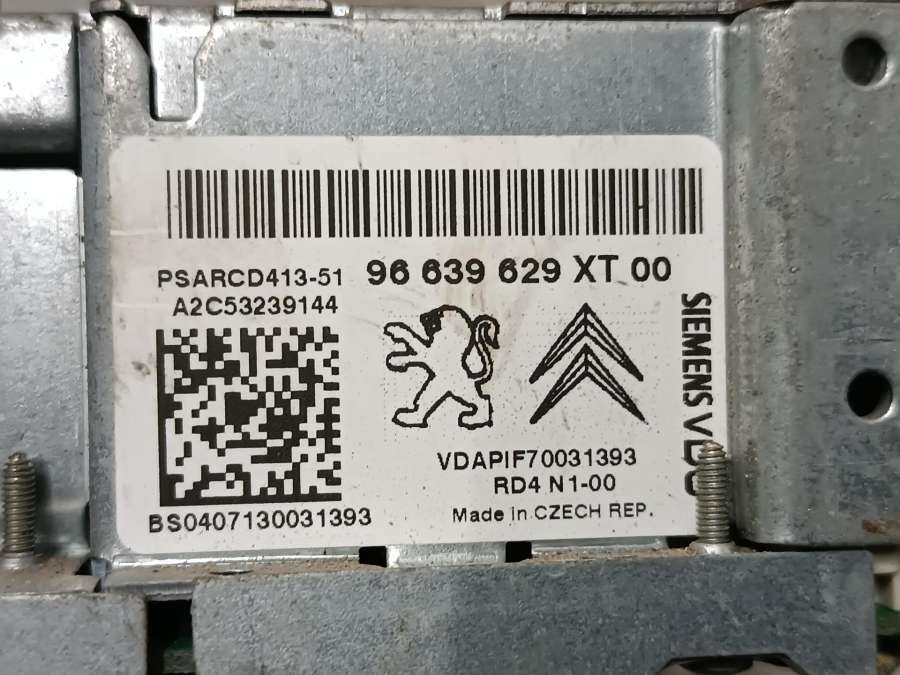 PSARCD413-51 96 639 629 XT 00
A2C53239144
SIEMENS VDO
VDAPIF70031393
RD4 N1-00
BS0407130031393
Made in CZECH REP.